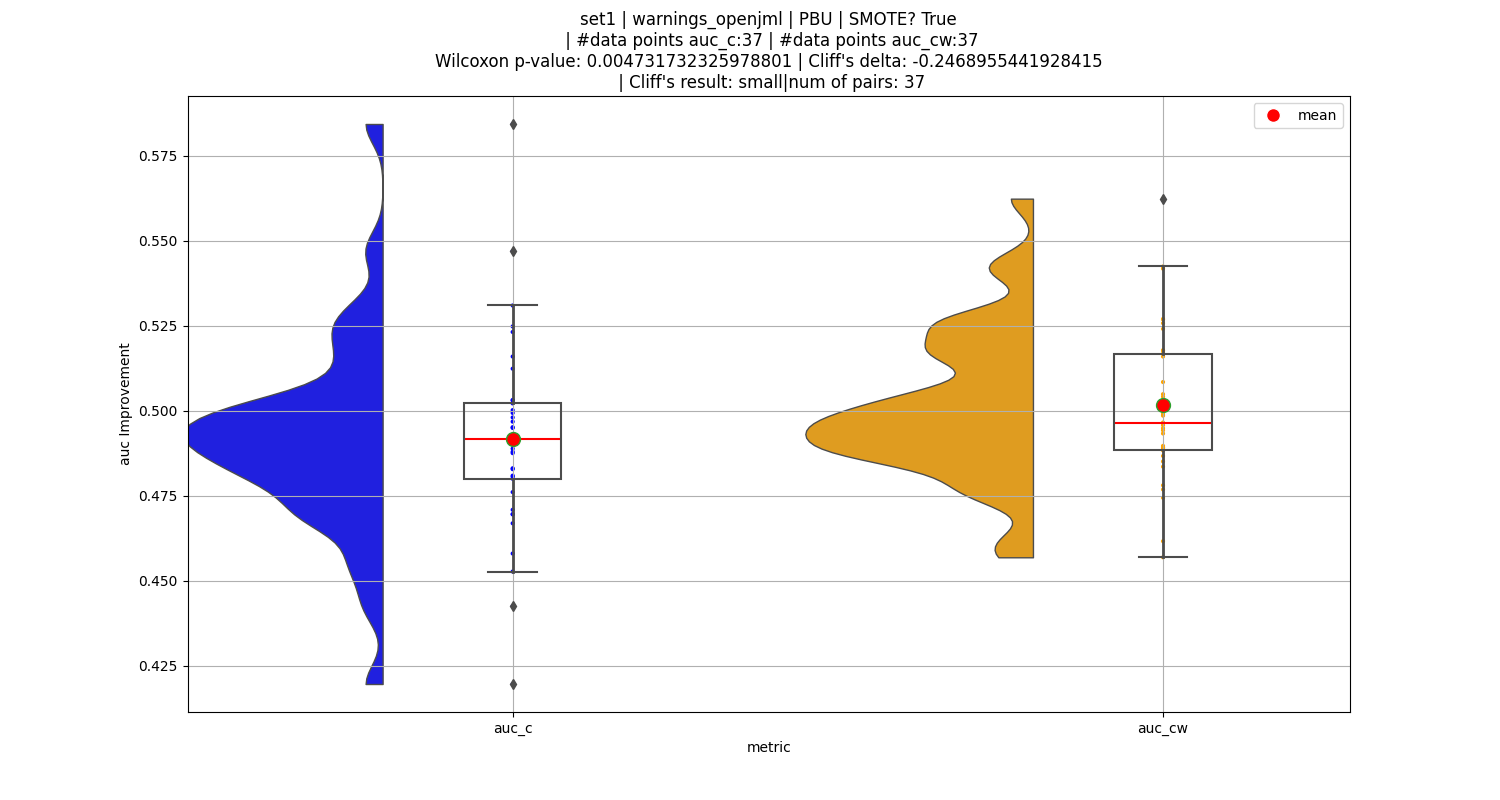 set1 | warnings_openjml | PBU | SMOTE? True
| #data points auc_c:37 | #data points auc_cw:37
Wilcoxon p-value: 0.004731732325978801 | Cliff's delta: -0.2468955441928415
| Cliff's result: small|num of pairs: 37
mean
0.575
0.550
0.525
0.500
0.475
0.450
0.425
auc Improvement
auc_c
auc_cw
metric